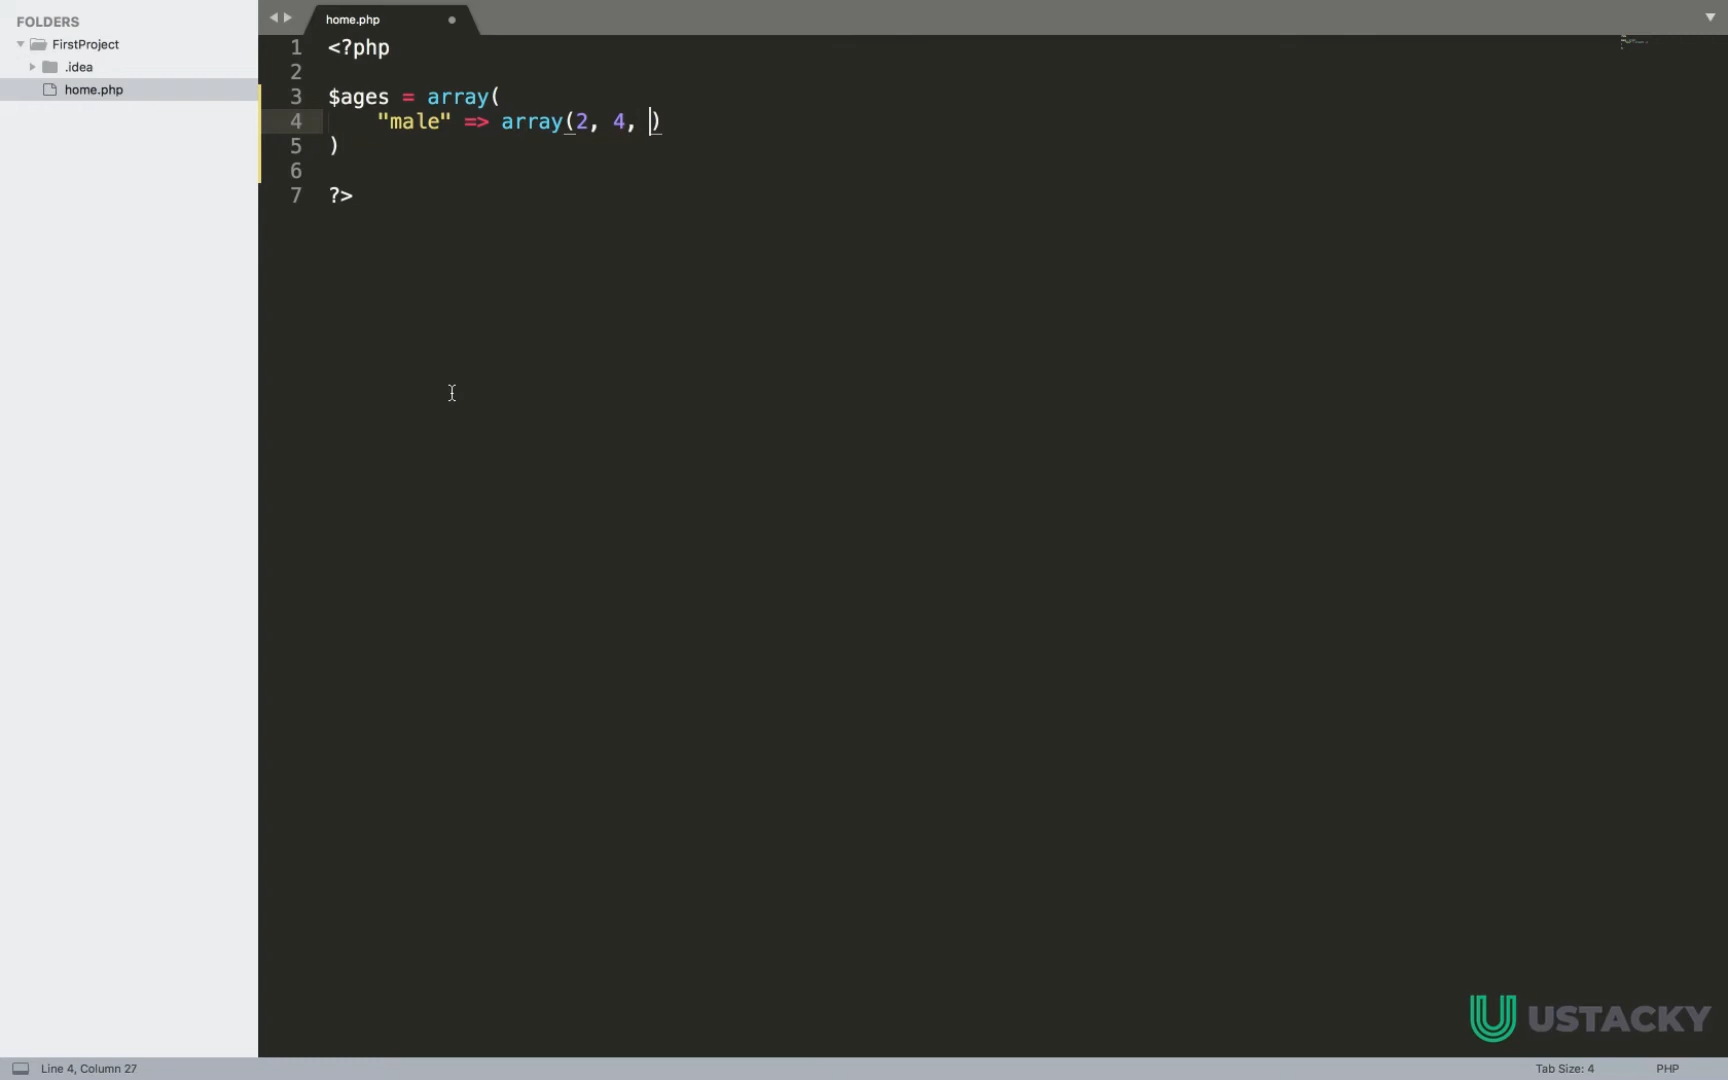 FOLDERS
FirstProject
.idea
home.php
home.php
1 <?php
2
3 $ages = array(
4 "male" => array(2, 4, )
5 )
6
7 ?>
USTACKY
Line 4, Column 27
Tab Size: 4
PHP